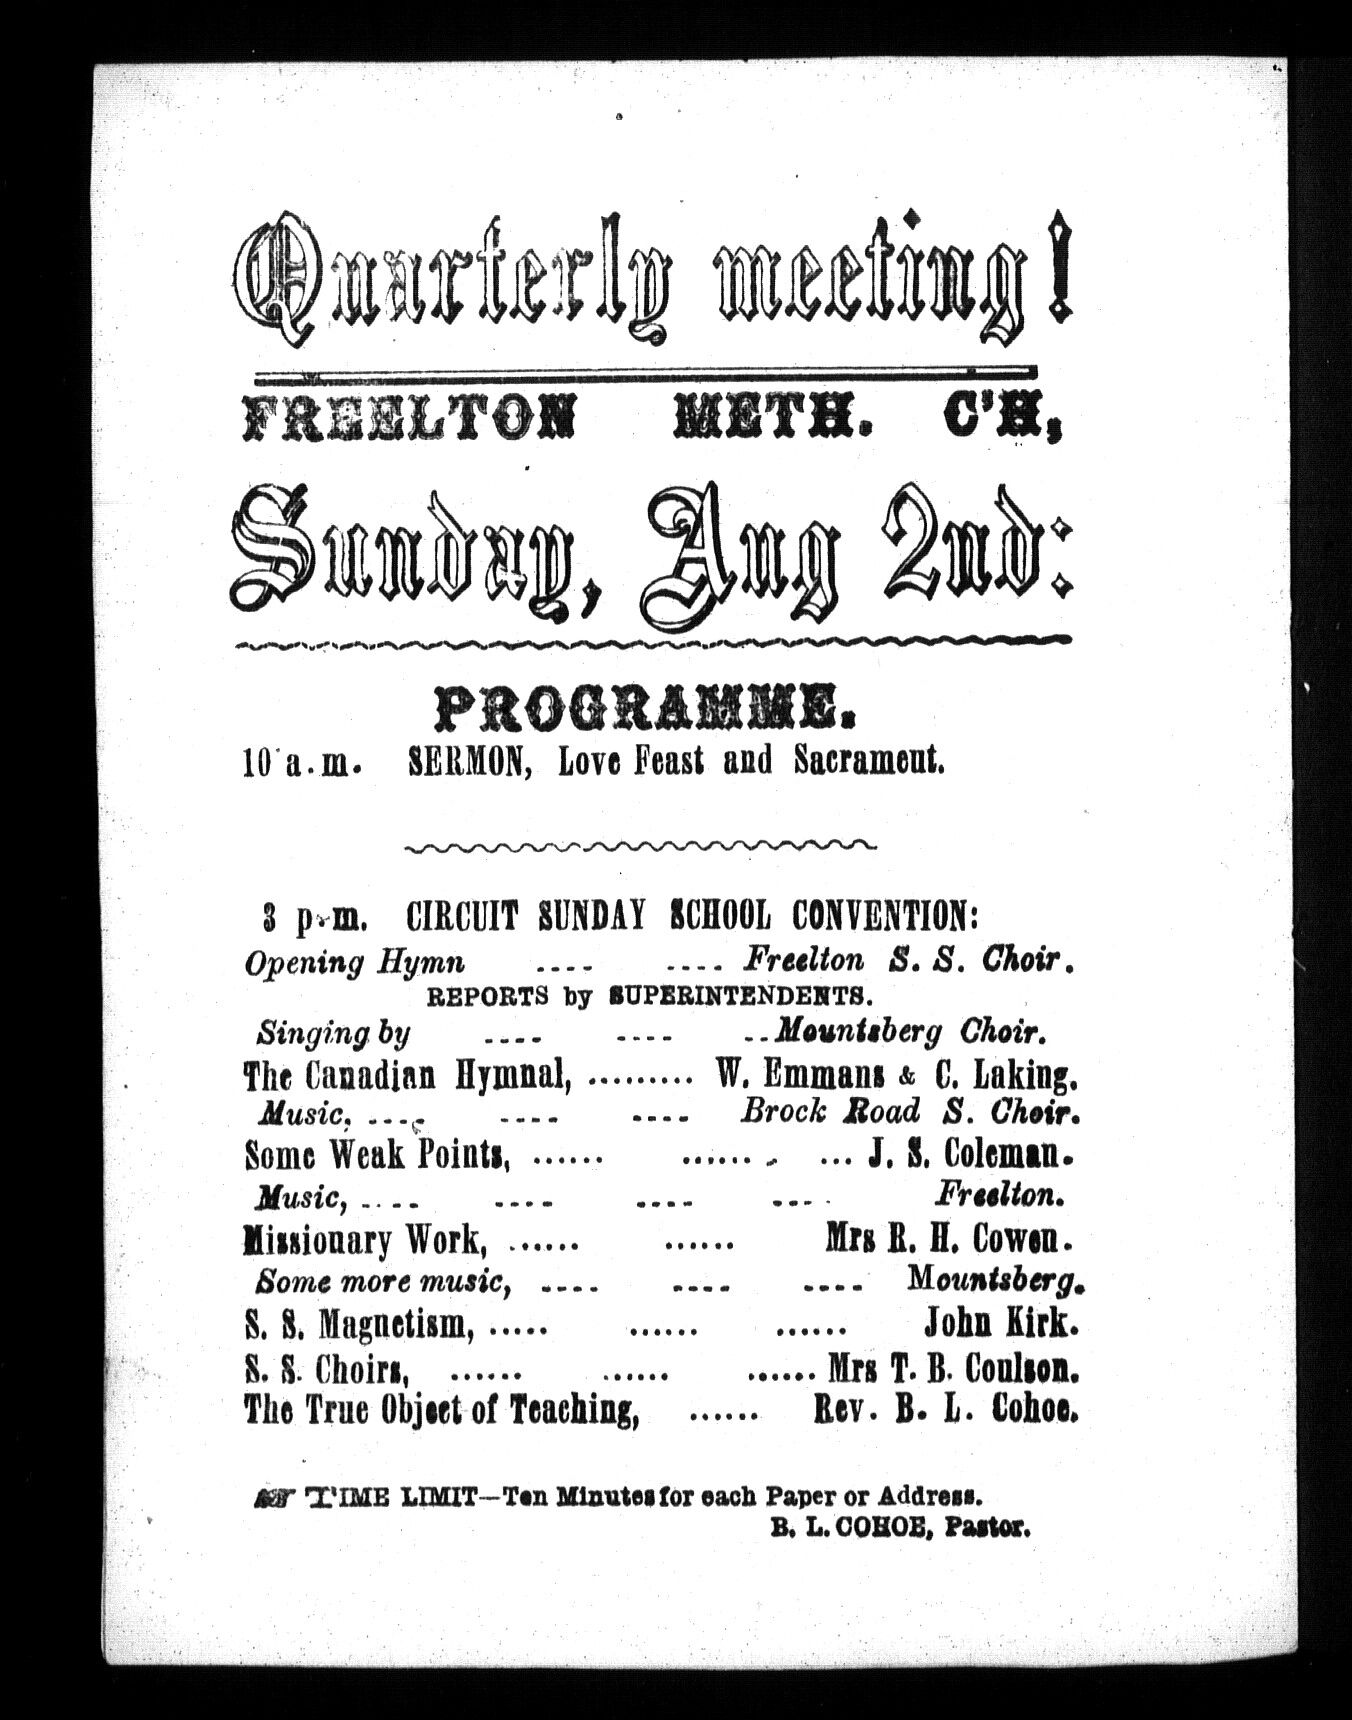 Quarterly meeting!
FREELTON METH. C'H,
Sunday, Aug 2nd:
PROGRAMME.
10 a.m. SERMON, Love Feast and Sacrament.
3 p.m. CIRCUIT SUNDAY SCHOOL CONVENTION:
Opening Hymn .... .... Freelton S. S. Choir.
REPORTS by SUPERINTENDENTS.
Singing by .... .... .. Mountsberg Choir.
The Canadian Hymnal, ......... W. Emmans & C. Laking.
Music, .... .... .... Brock Road S. Choir.
Some Weak Points, ...... ...... . ... J. S. Coleman.
Music, .... .... .... .... Freelton.
Missionary Work, ...... ...... Mrs R. H. Cowen.
Some more music, .... .... .... Mountsberg.
S. S. Magnetism, ..... ...... ...... John Kirk.
S. S. Choirs, ...... ...... ...... Mrs T. B. Coulson.
The True Object of Teaching, ...... Rev. B. L. Cohoe.
☞ TIME LIMIT—Ten Minutes for each Paper or Address.
B. L. COHOE, Pastor.